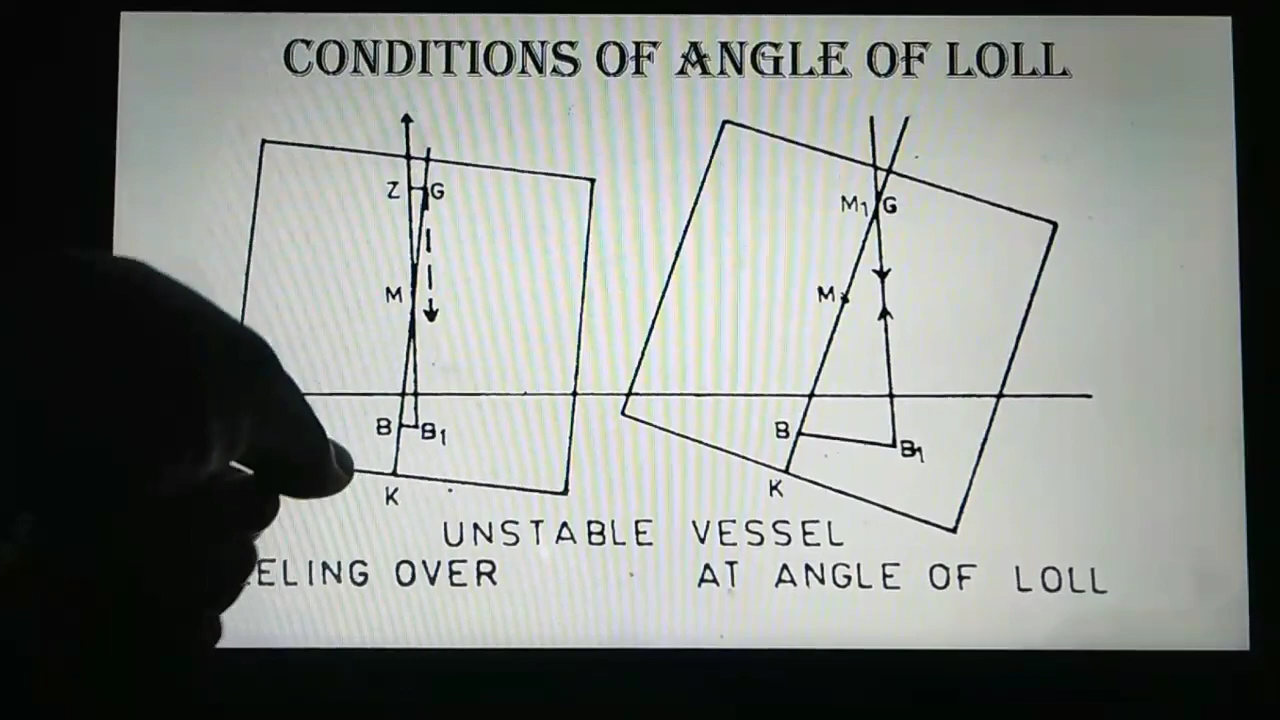 CONDITIONS OF ANGLE OF LOLL
Z G
M
B B1
K
M1 G
M
B B1
K
UNSTABLE VESSEL
ELING OVER
AT ANGLE OF LOLL